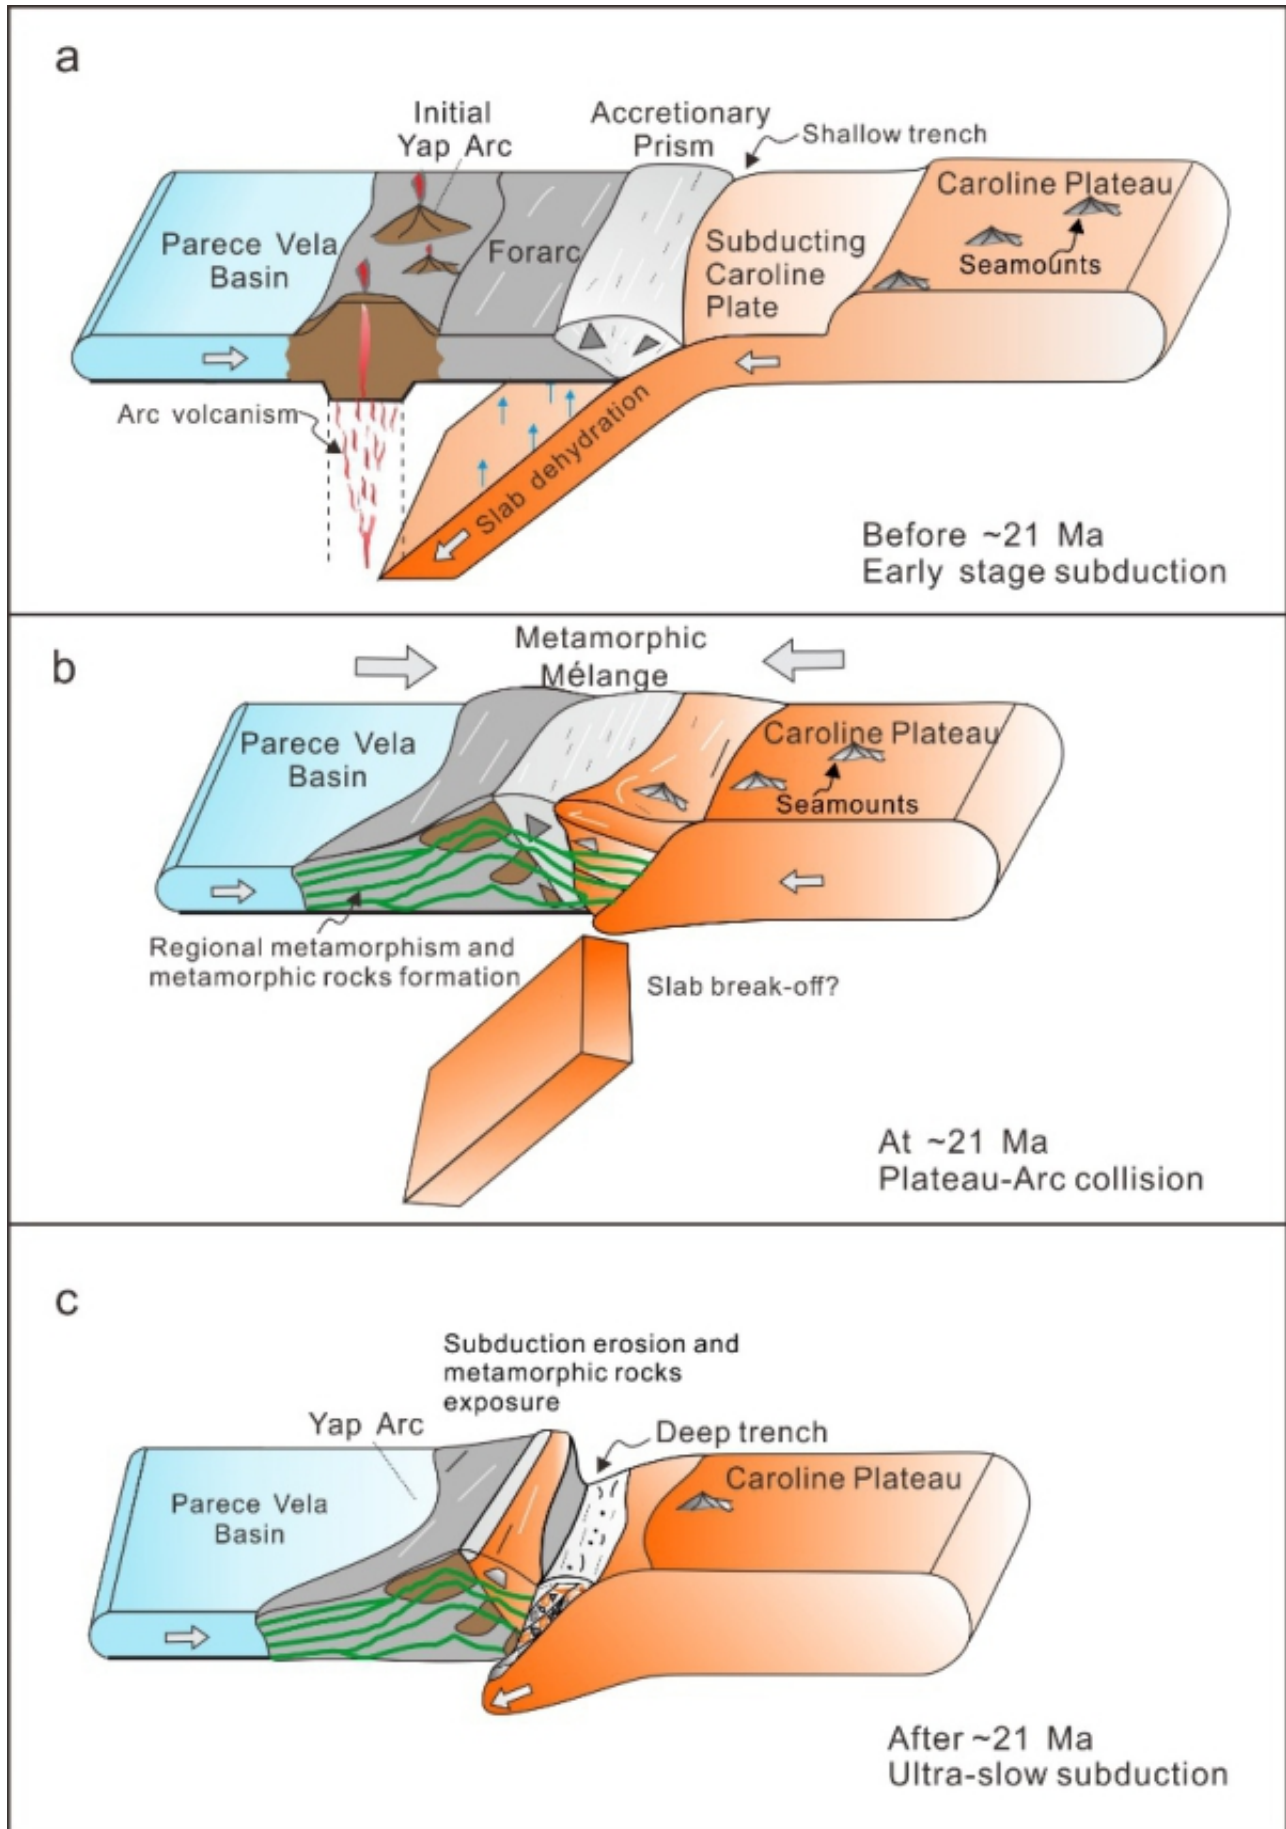 a
Initial
Yap Arc
Accretionary
Prism
Shallow trench
Caroline Plateau
Parece Vela
Basin
Forarc
Subducting
Caroline
Plate
Seamounts
Arc volcanism
Slab dehydration
Before ~21 Ma
Early stage subduction
b
Metamorphic
Mélange
Parece Vela
Basin
Caroline Plateau
Seamounts
Regional metamorphism and
metamorphic rocks formation
Slab break-off?
At ~21 Ma
Plateau-Arc collision
c
Subduction erosion and
metamorphic rocks
exposure
Yap Arc
Deep trench
Caroline Plateau
Parece Vela
Basin
After ~21 Ma
Ultra-slow subduction